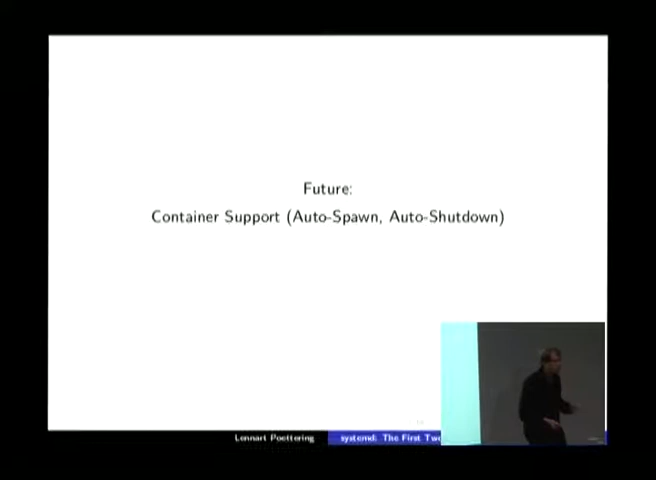 Future:
Container Support (Auto-Spawn, Auto-Shutdown)
Lennart Poettering
systemd: The First Two